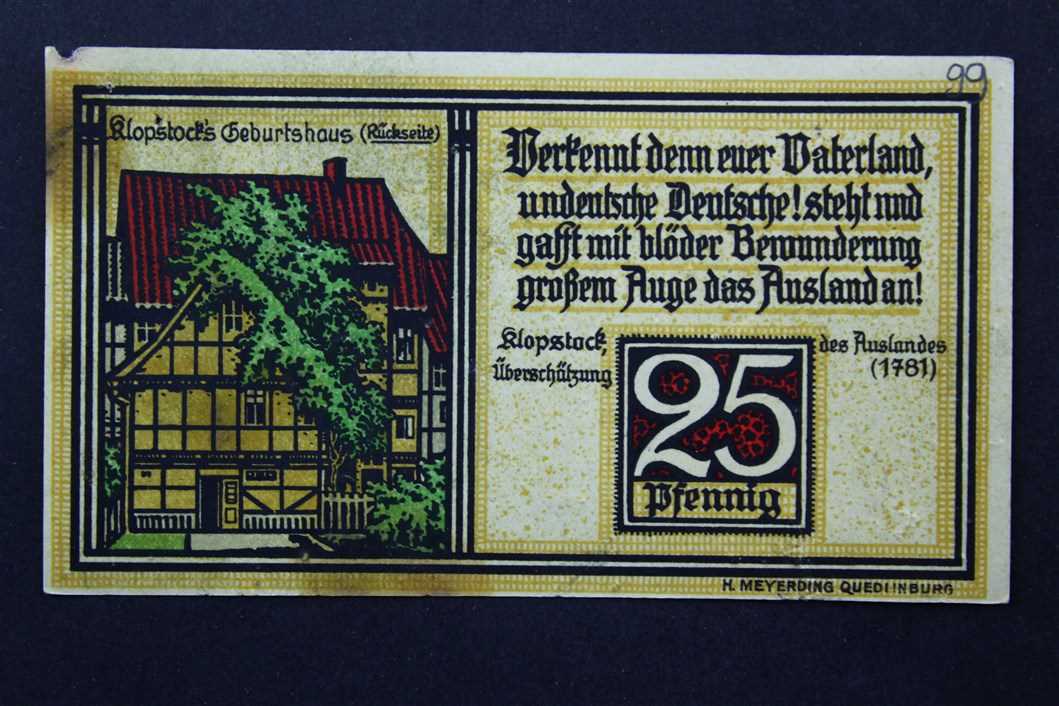 99
Klopstock's Geburtshaus (Rückseite)
Verkennt denn euer Vaterland,
undeutsche Deutsche! steht und
gafft mit blöder Bewunderung
großem Auge das Ausland an!
Klopstock,
Überschätzung
des Auslandes
(1781)
25
Pfennig
H. MEYERDING QUEDLINBURG